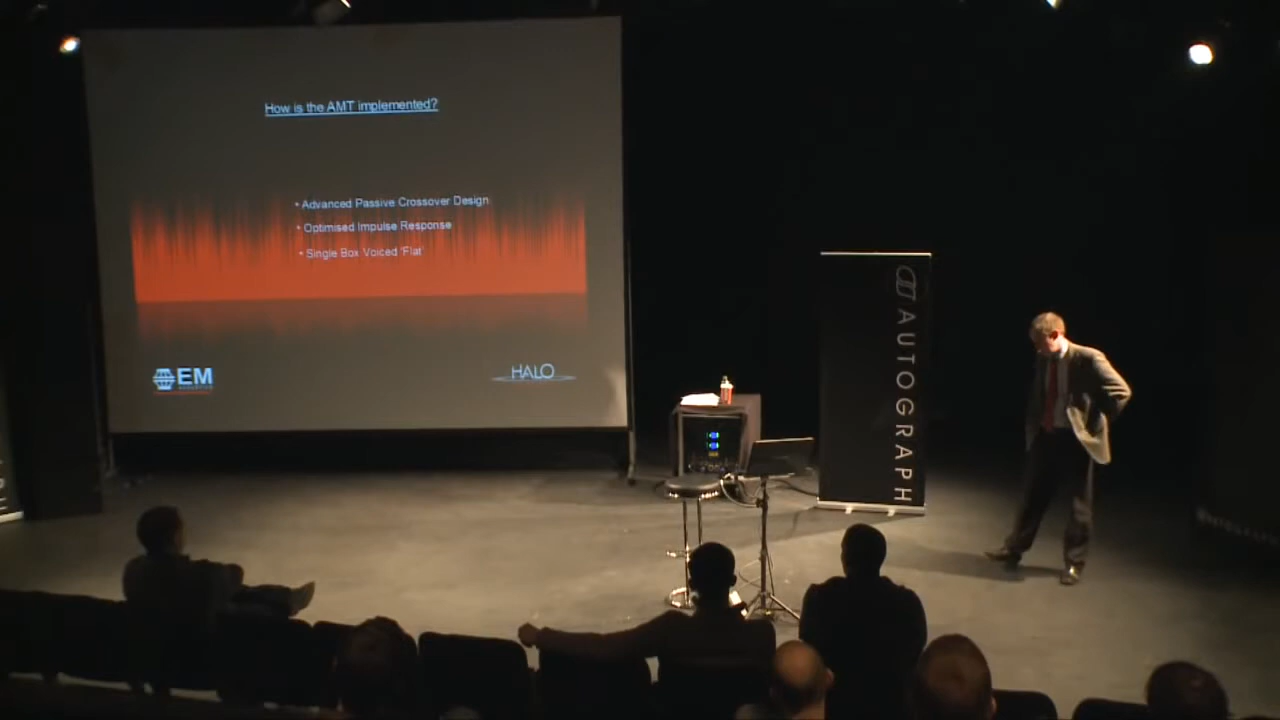 How is the AMT implemented?
• Advanced Passive Crossover Design
• Optimised Impulse Response
• Single Box Voiced 'Flat'
EM
HALO
AUTOGRAPH